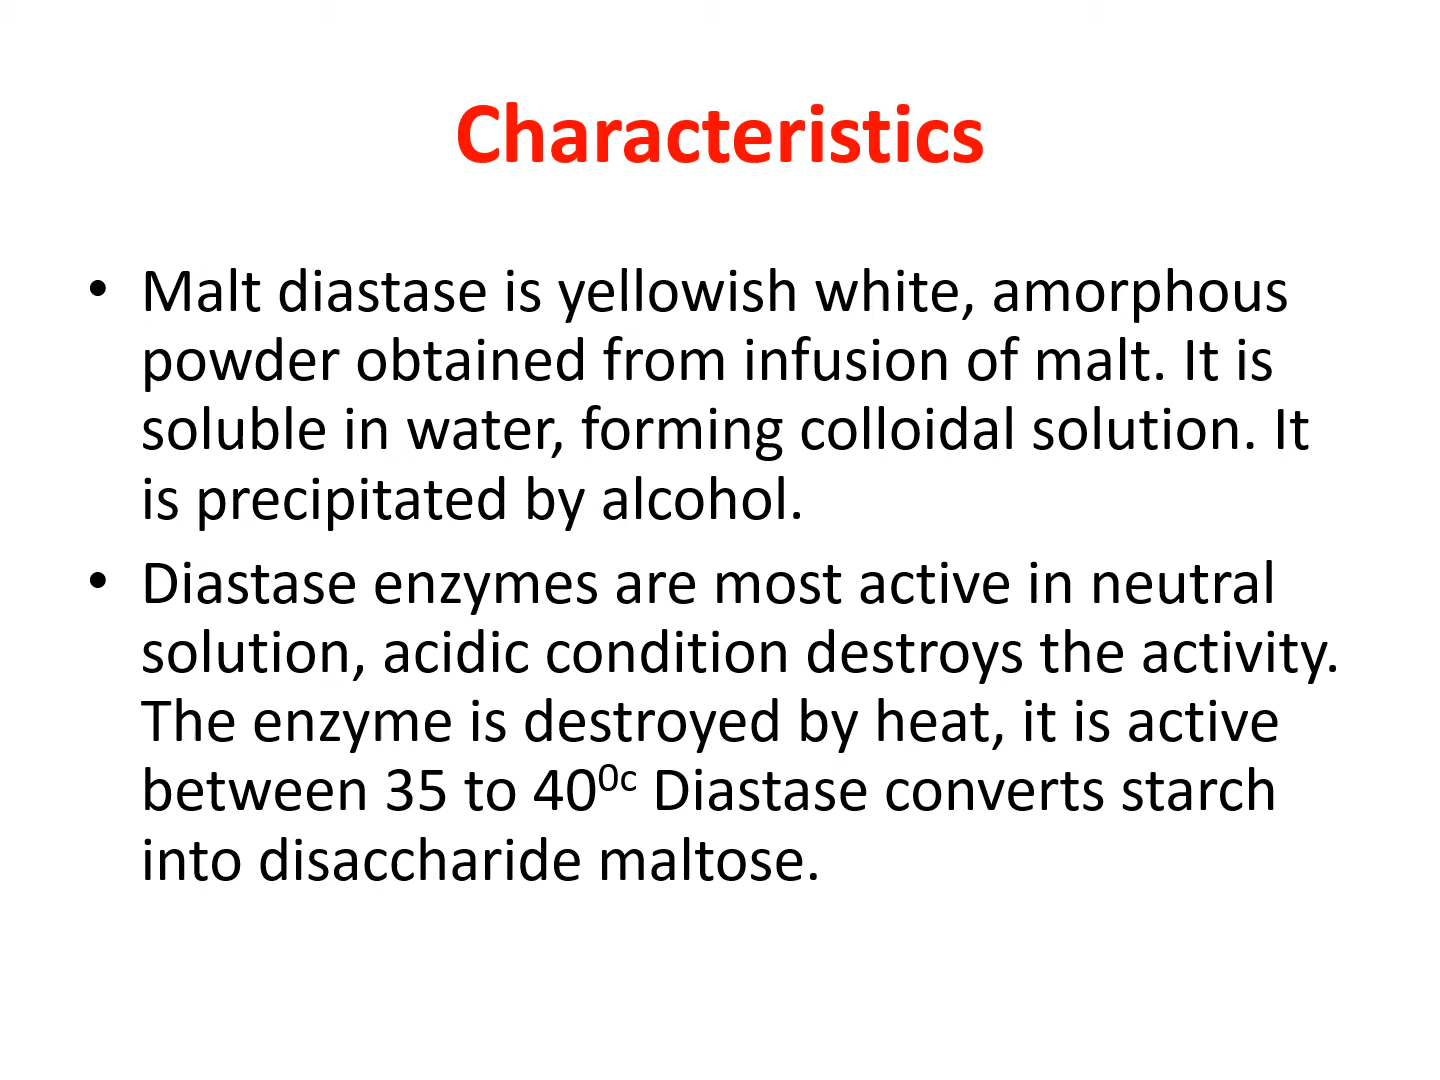 Characteristics
• Malt diastase is yellowish white, amorphous
powder obtained from infusion of malt. It is
soluble in water, forming colloidal solution. It
is precipitated by alcohol.
• Diastase enzymes are most active in neutral
solution, acidic condition destroys the activity.
The enzyme is destroyed by heat, it is active
between 35 to 40⁰ᶜ Diastase converts starch
into disaccharide maltose.